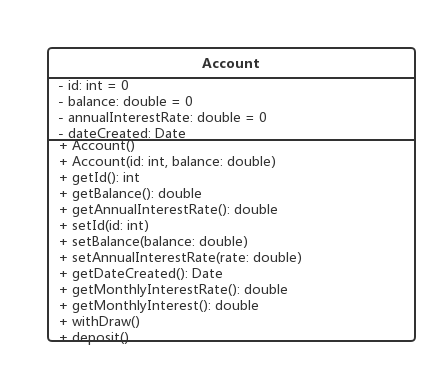 Account
- id: int = 0
- balance: double = 0
- annualInterestRate: double = 0
- dateCreated: Date
+ Account()
+ Account(id: int, balance: double)
+ getId(): int
+ getBalance(): double
+ getAnnualInterestRate(): double
+ setId(id: int)
+ setBalance(balance: double)
+ setAnnualInterestRate(rate: double)
+ getDateCreated(): Date
+ getMonthlyInterestRate(): double
+ getMonthlyInterest(): double
+ withDraw()
+ deposit()